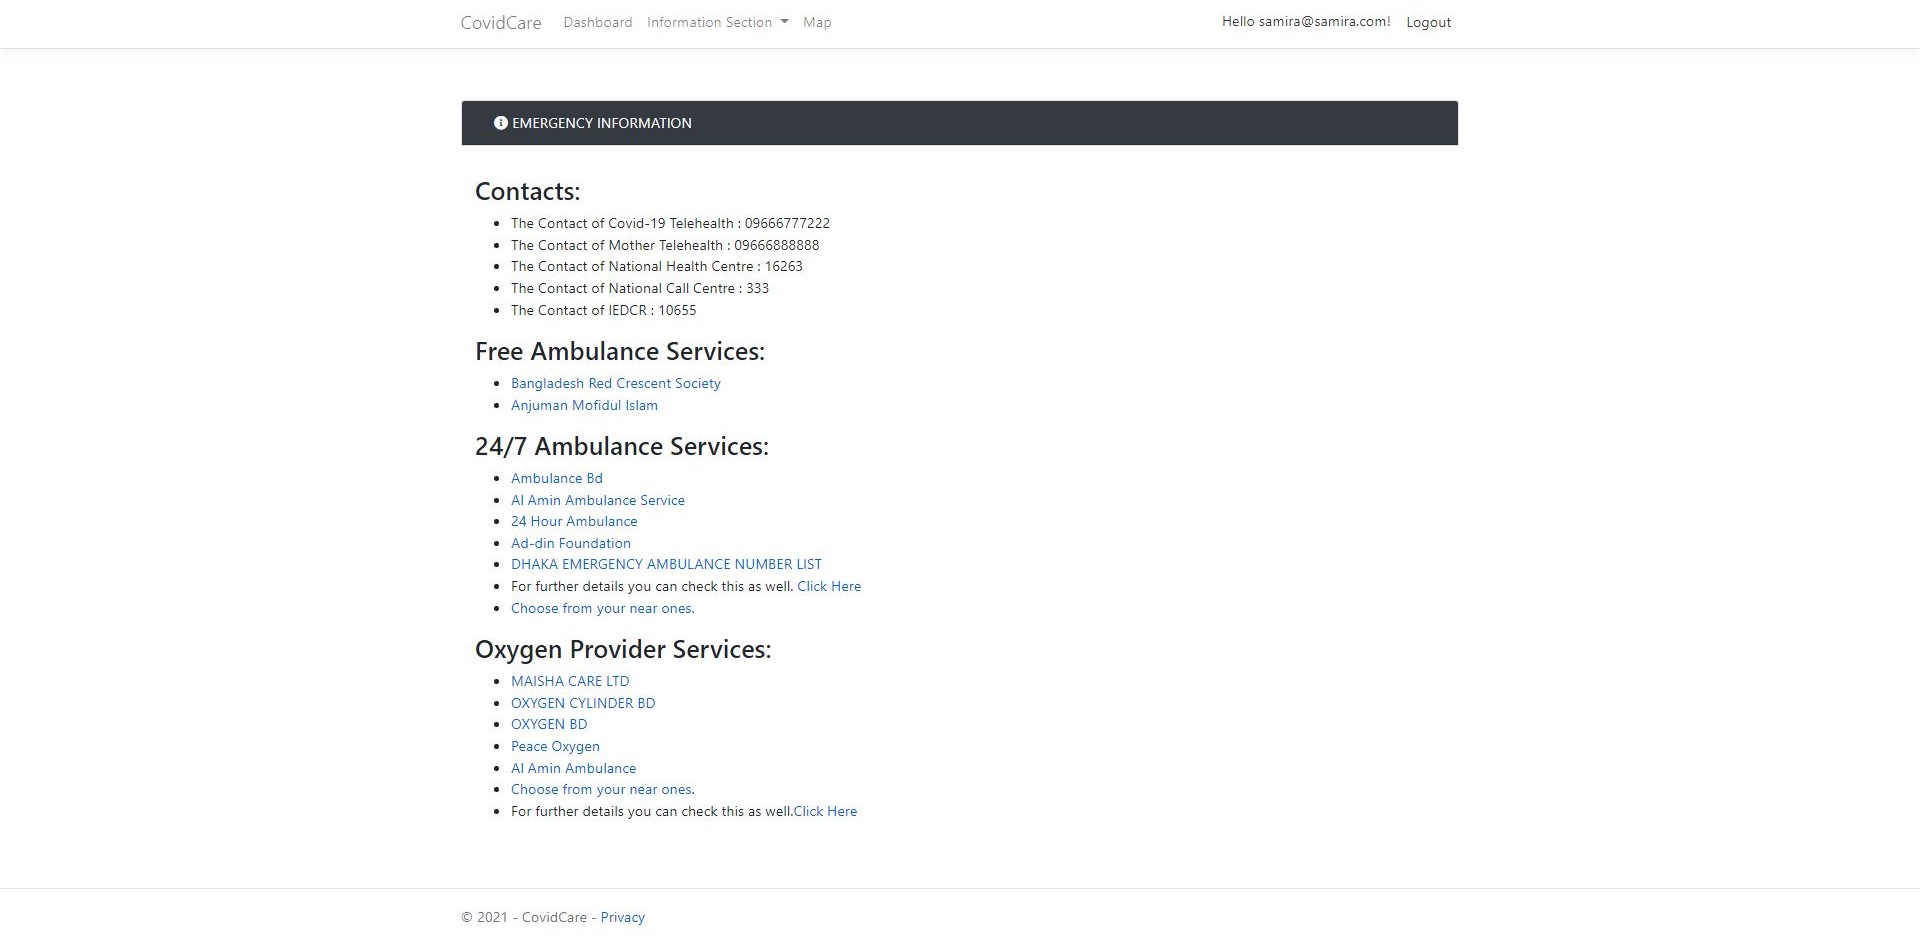 CovidCare Dashboard Information Section Map Hello samira@samira.com! Logout
EMERGENCY INFORMATION
Contacts:
The Contact of Covid-19 Telehealth : 09666777222
The Contact of Mother Telehealth : 09666888888
The Contact of National Health Centre : 16263
The Contact of National Call Centre : 333
The Contact of IEDCR : 10655
Free Ambulance Services:
Bangladesh Red Crescent Society
Anjuman Mofidul Islam
24/7 Ambulance Services:
Ambulance Bd
Al Amin Ambulance Service
24 Hour Ambulance
Ad-din Foundation
DHAKA EMERGENCY AMBULANCE NUMBER LIST
For further details you can check this as well. Click Here
Choose from your near ones.
Oxygen Provider Services:
MAISHA CARE LTD
OXYGEN CYLINDER BD
OXYGEN BD
Peace Oxygen
Al Amin Ambulance
Choose from your near ones.
For further details you can check this as well.Click Here
© 2021 - CovidCare - Privacy